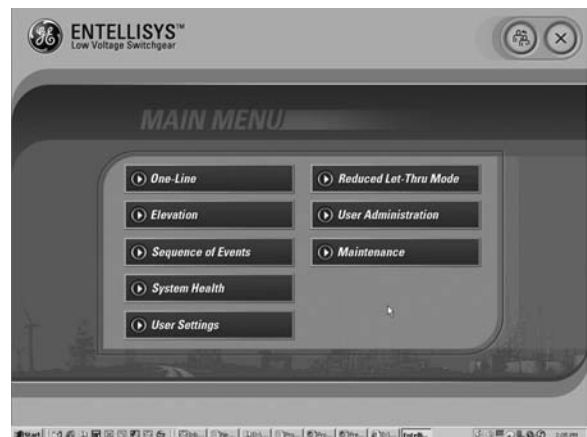 GE
ENTELLISYS™
Low Voltage Switchgear
MAIN MENU
One-Line
Elevation
Sequence of Events
System Health
User Settings
Reduced Let-Thru Mode
User Administration
Maintenance
Start